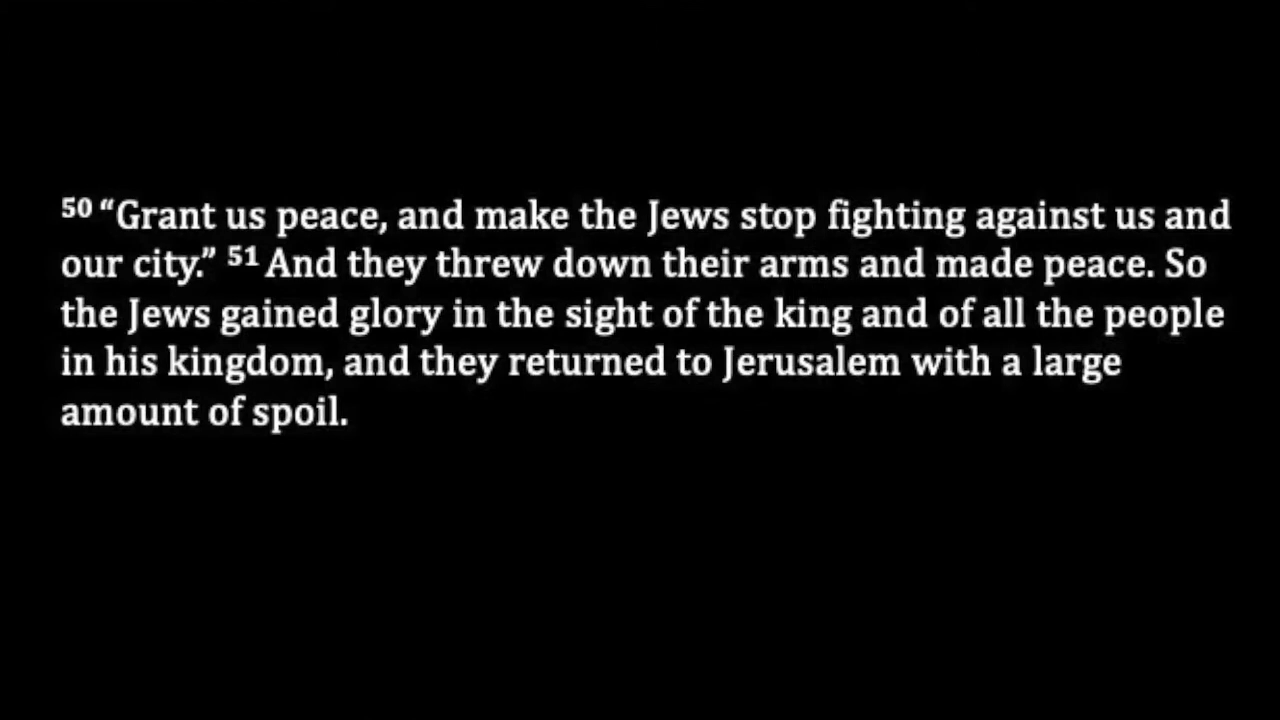 50 “Grant us peace, and make the Jews stop fighting against us and
our city.” 51 And they threw down their arms and made peace. So
the Jews gained glory in the sight of the king and of all the people
in his kingdom, and they returned to Jerusalem with a large
amount of spoil.